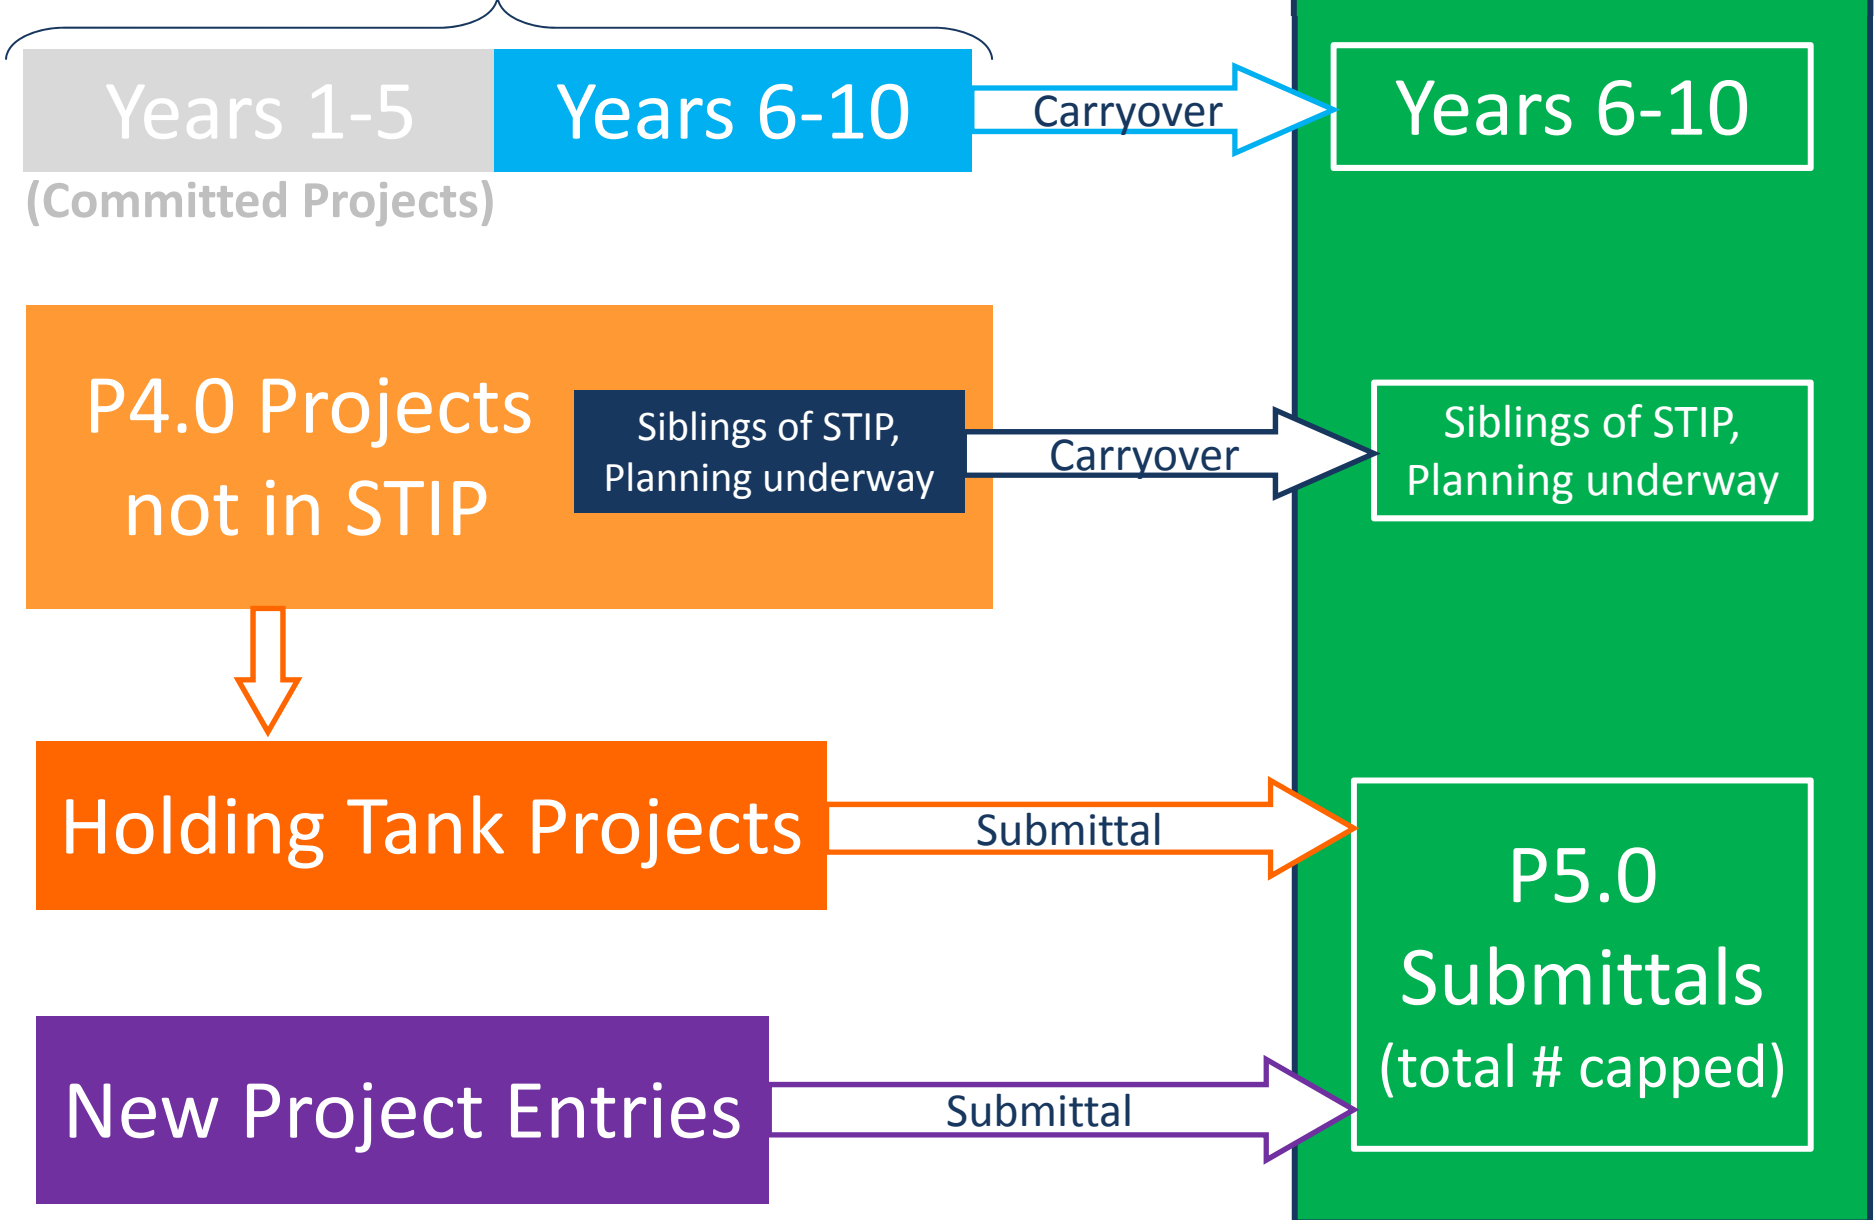 Years 1-5
Years 6-10
Carryover
Years 6-10
(Committed Projects)
P4.0 Projects
not in STIP
Siblings of STIP,
Planning underway
Carryover
Siblings of STIP,
Planning underway
Holding Tank Projects
Submittal
P5.0
Submittals
(total # capped)
New Project Entries
Submittal